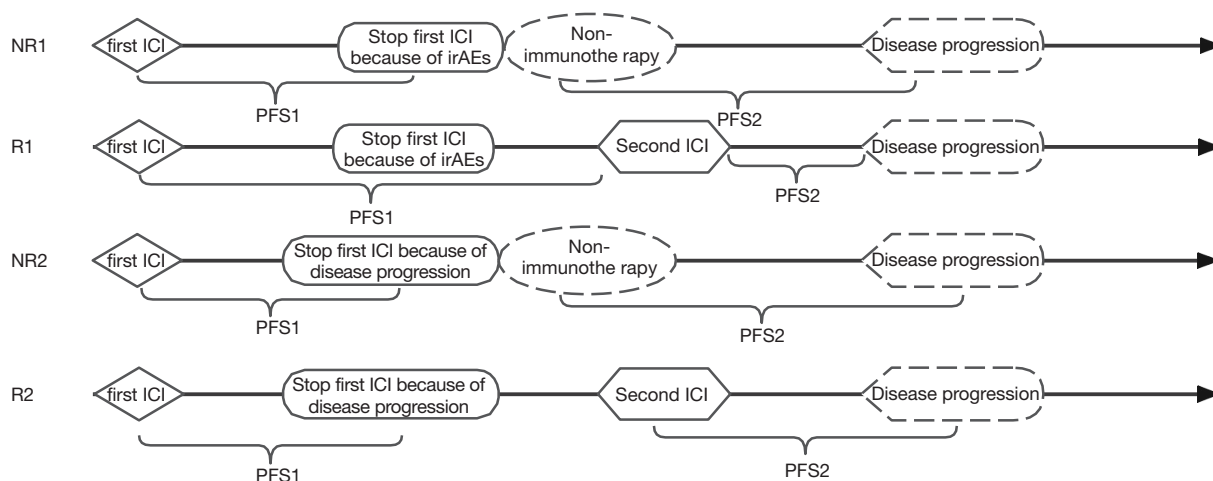 NR1
first ICI
Stop first ICI
because of irAEs
Non-
immunothe rapy
Disease progression
PFS1
PFS2
R1
first ICI
Stop first ICI
because of irAEs
Second ICI
Disease progression
PFS1
PFS2
NR2
first ICI
Stop first ICI because of
disease progression
Non-
immunothe rapy
Disease progression
PFS1
PFS2
R2
first ICI
Stop first ICI because of
disease progression
Second ICI
Disease progression
PFS1
PFS2